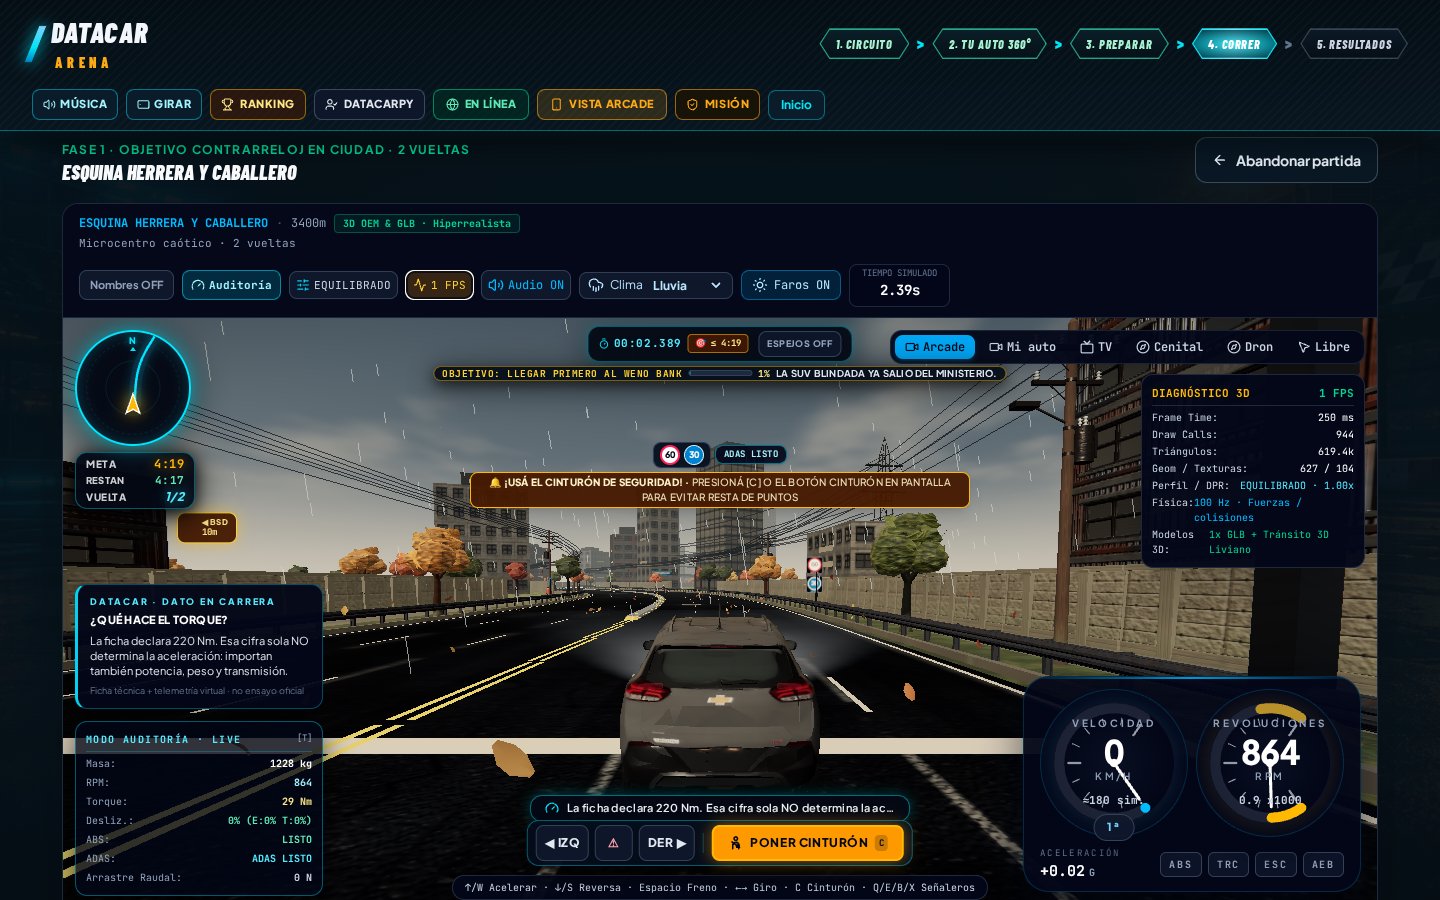 DATACAR
ARENA
1. CIRCUITO > 2. TU AUTO 360° > 3. PREPARAR > 4. CORRER > 5. RESULTADOS
MÚSICA GIRAR RANKING DATACARPY EN LÍNEA VISTA ARCADE MISIÓN Inicio
FASE 1 · OBJETIVO CONTRARRELOJ EN CIUDAD · 2 VUELTAS
ESQUINA HERRERA Y CABALLERO
← Abandonar partida
ESQUINA HERRERA Y CABALLERO · 3400m 3D OEM & GLB · Hiperrealista
Microcentro caótico · 2 vueltas
Nombres OFF Auditoría EQUILIBRADO 1 FPS Audio ON Clima Lluvia Faros ON
TIEMPO SIMULADO
2.39s
N
00:02.389 🎯 ≤ 4:19 ESPEJOS OFF
Arcade Mi auto TV Cenital Dron Libre
OBJETIVO: LLEGAR PRIMERO AL WENO BANK 1% LA SUV BLINDADA YA SALIO DEL MINISTERIO.
META 4:19
RESTAN 4:17
VUELTA 1/2
◀ BSD
10m
60 30 ADAS LISTO
🔔 ¡USÁ EL CINTURÓN DE SEGURIDAD! · PRESIONÁ [C] O EL BOTÓN CINTURÓN EN PANTALLA
PARA EVITAR RESTA DE PUNTOS
DIAGNÓSTICO 3D 1 FPS
Frame Time: 250 ms
Draw Calls: 944
Triángulos: 619.4k
Geom / Texturas: 627 / 104
Perfil / DPR: EQUILIBRADO · 1.00x
Física: 100 Hz · Fuerzas /
colisiones
Modelos 1x GLB + Tránsito 3D
3D: Liviano
DATACAR · DATO EN CARRERA
¿QUÉ HACE EL TORQUE?
La ficha declara 220 Nm. Esa cifra sola NO
determina la aceleración: importan
también potencia, peso y transmisión.
Ficha técnica + telemetría virtual · no ensayo oficial
MODO AUDITORÍA · LIVE [T]
Masa: 1228 kg
RPM: 864
Torque: 29 Nm
Desliz.: 0% (E:0% T:0%)
ABS: LISTO
ADAS: ADAS LISTO
Arrastre Raudal: 0 N
La ficha declara 220 Nm. Esa cifra sola NO determina la ac...
◀ IZQ ⚠ DER ▶ PONER CINTURÓN C
↑/W Acelerar · ↓/S Reversa · Espacio Freno · ←→ Giro · C Cinturón · Q/E/B/X Señaleros
VELOCIDAD
0
KM/H
≈180 sim.
1ª
REVOLUCIONES
864
RPM
0.9 x1000
ACELERACIÓN
+0.02 G
ABS TRC ESC AEB